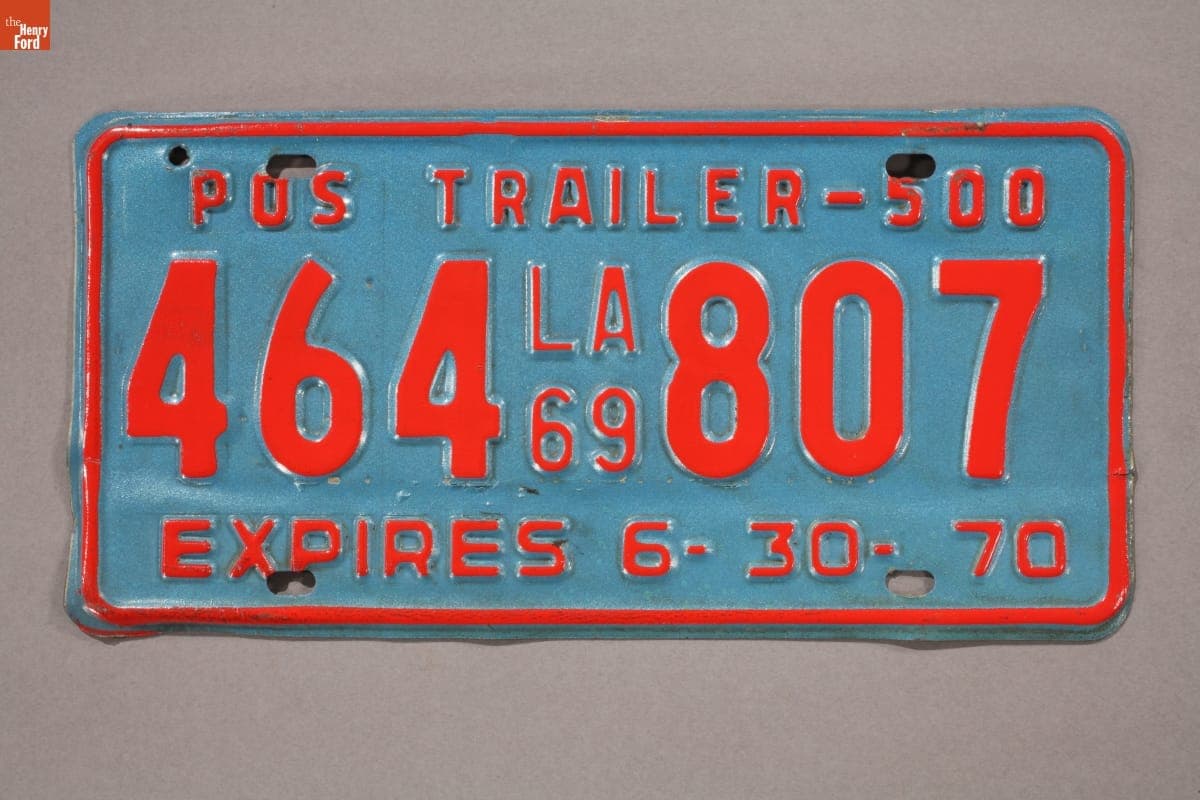 the
Henry
Ford
POS TRAILER-500
464 LA 69 807
EXPIRES 6-30-70